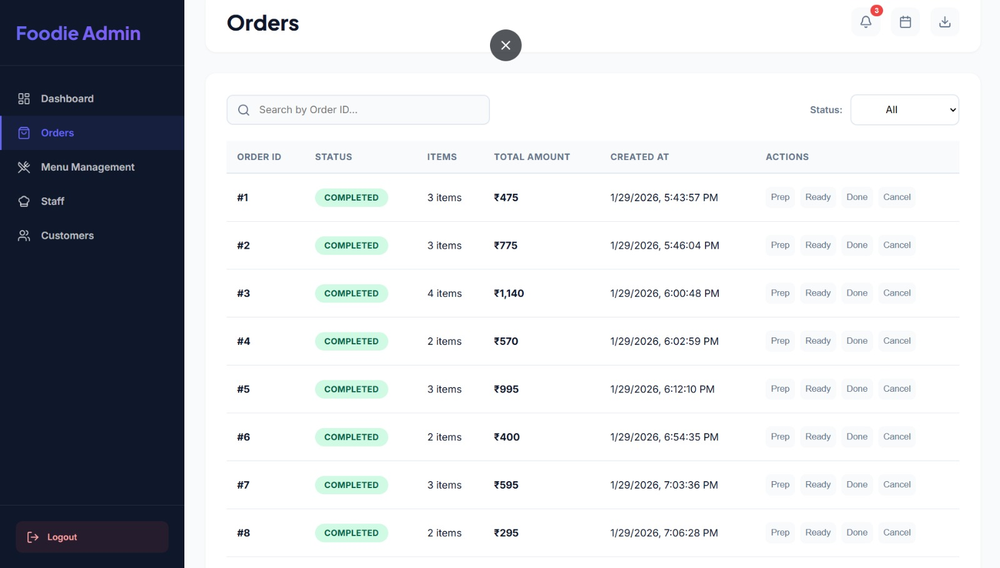 Foodie Admin
Dashboard
Orders
Menu Management
Staff
Customers
Logout
Orders
3
Search by Order ID...
Status: All
ORDER ID STATUS ITEMS TOTAL AMOUNT CREATED AT ACTIONS
#1 COMPLETED 3 items ₹475 1/29/2026, 5:43:57 PM Prep Ready Done Cancel
#2 COMPLETED 3 items ₹775 1/29/2026, 5:46:04 PM Prep Ready Done Cancel
#3 COMPLETED 4 items ₹1,140 1/29/2026, 6:00:48 PM Prep Ready Done Cancel
#4 COMPLETED 2 items ₹570 1/29/2026, 6:02:59 PM Prep Ready Done Cancel
#5 COMPLETED 3 items ₹995 1/29/2026, 6:12:10 PM Prep Ready Done Cancel
#6 COMPLETED 2 items ₹400 1/29/2026, 6:54:35 PM Prep Ready Done Cancel
#7 COMPLETED 3 items ₹595 1/29/2026, 7:03:36 PM Prep Ready Done Cancel
#8 COMPLETED 2 items ₹295 1/29/2026, 7:06:28 PM Prep Ready Done Cancel